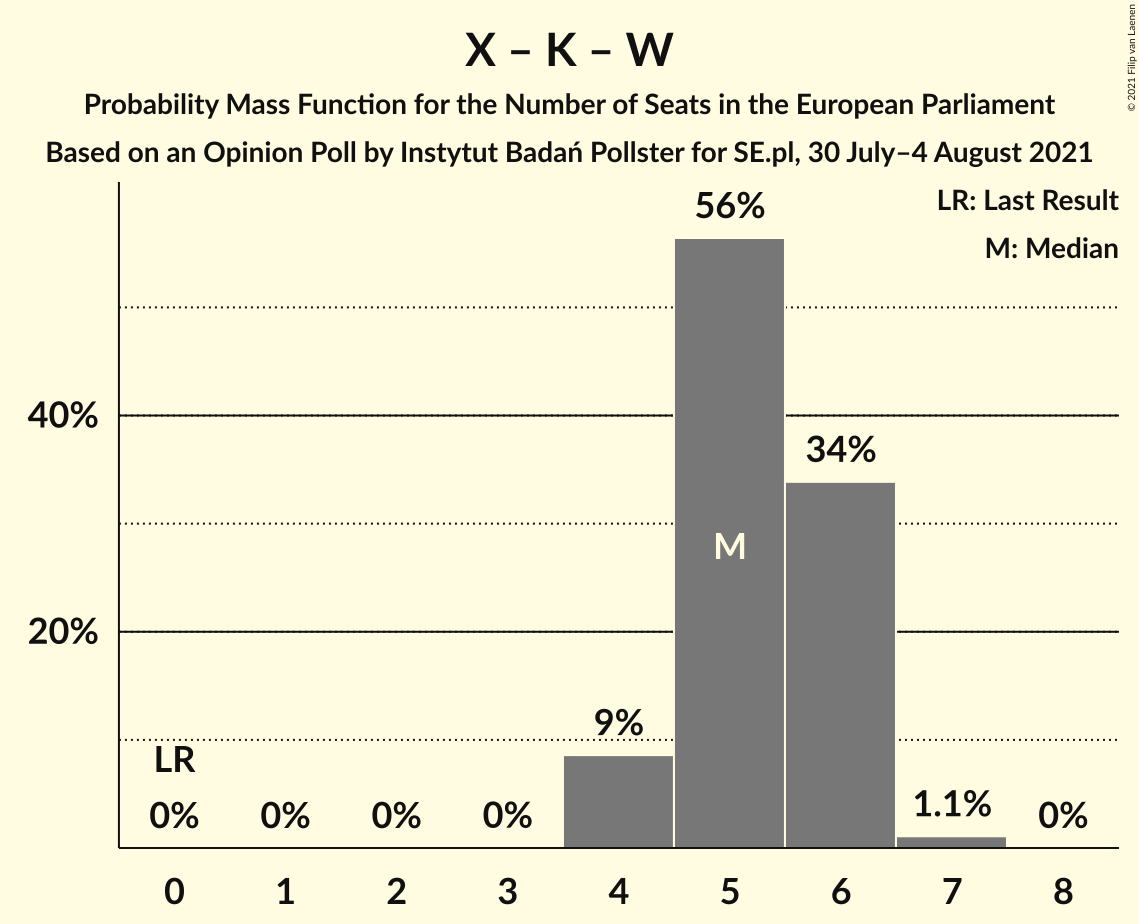 X – K – W
Probability Mass Function for the Number of Seats in the European Parliament
Based on an Opinion Poll by Instytut Badań Pollster for SE.pl, 30 July–4 August 2021
© 2021 Filip van Laenen
LR: Last Result
M: Median
56%
40%
34%
M
20%
9%
LR
0% 0% 0% 0% 1.1% 0%
0 1 2 3 4 5 6 7 8